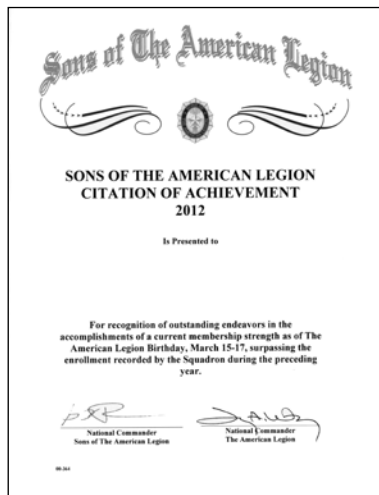 Sons of The American Legion
SONS OF THE AMERICAN LEGION
CITATION OF ACHIEVEMENT
2012
Is Presented to
For recognition of outstanding endeavors in the
accomplishments of a current membership strength as of The
American Legion Birthday, March 15-17, surpassing the
enrollment recorded by the Squadron during the preceding
year.
National Commander
Sons of The American Legion
National Commander
The American Legion